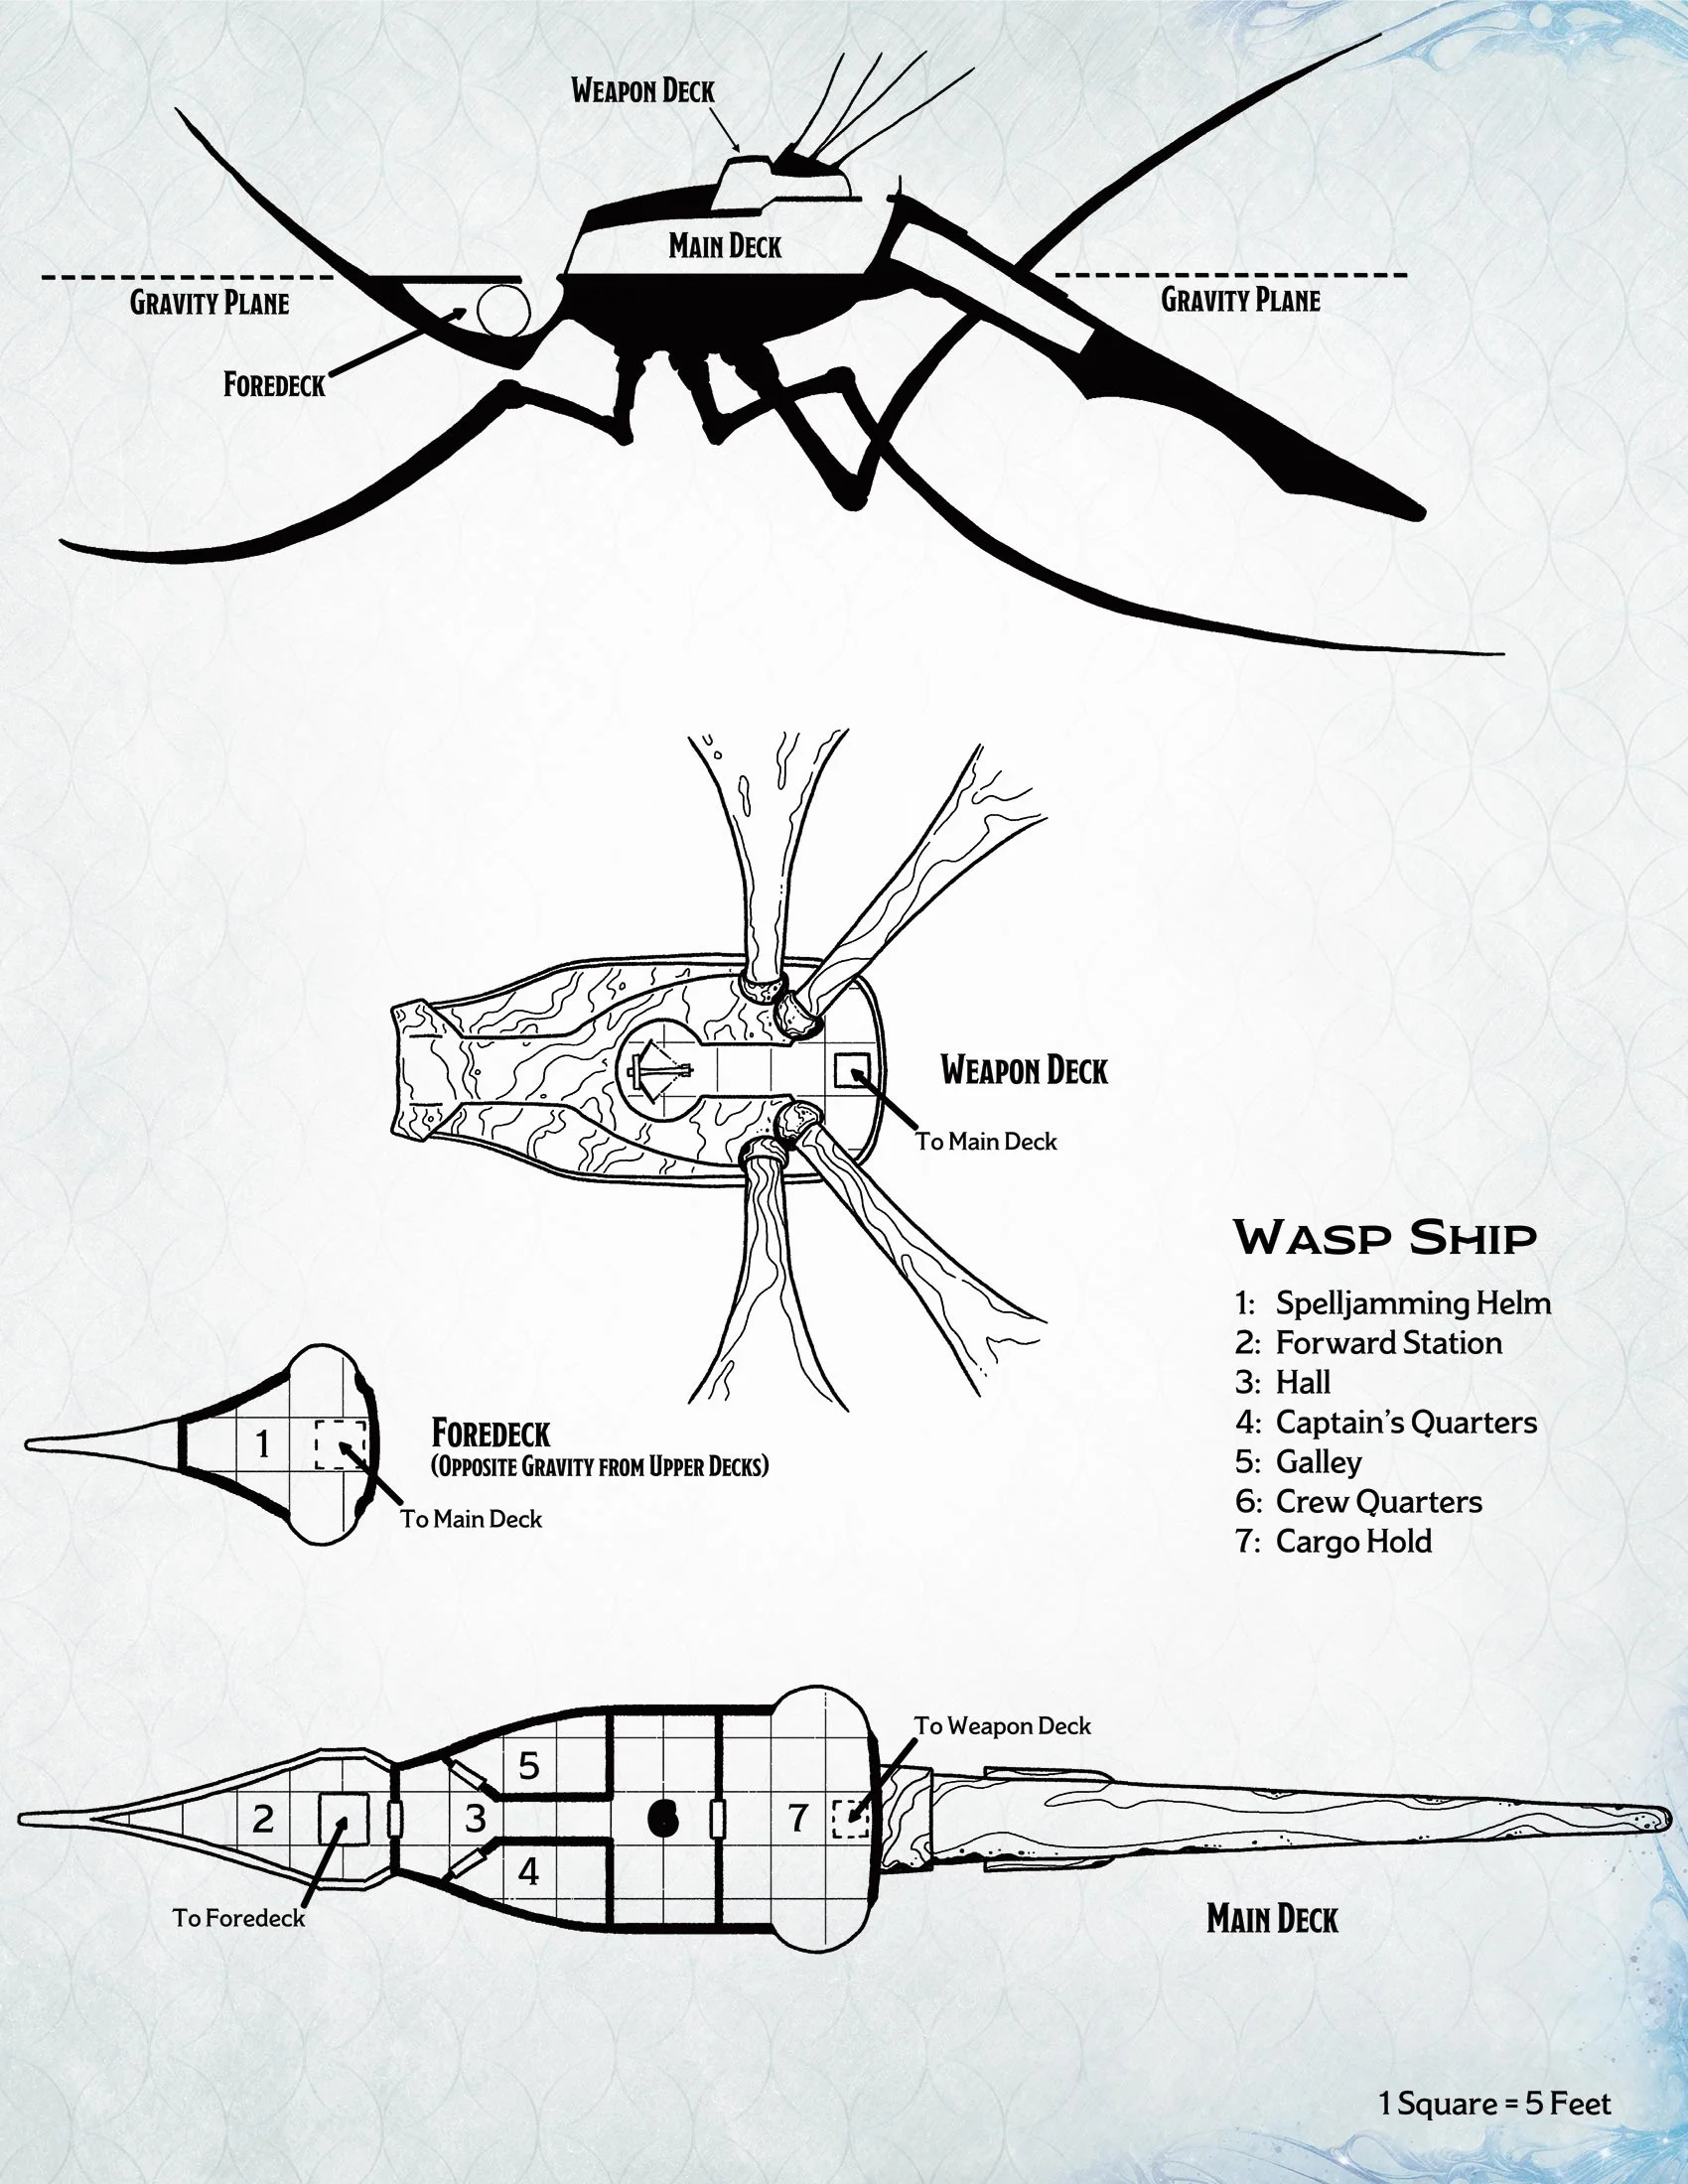 WEAPON DECK
MAIN DECK
GRAVITY PLANE
GRAVITY PLANE
FOREDECK
WEAPON DECK
To Main Deck
WASP SHIP
1: Spelljamming Helm
2: Forward Station
3: Hall
4: Captain's Quarters
5: Galley
6: Crew Quarters
7: Cargo Hold
1
FOREDECK
(OPPOSITE GRAVITY FROM UPPER DECKS)
To Main Deck
To Weapon Deck
5
2
3
6
7
4
To Foredeck
MAIN DECK
1 Square = 5 Feet